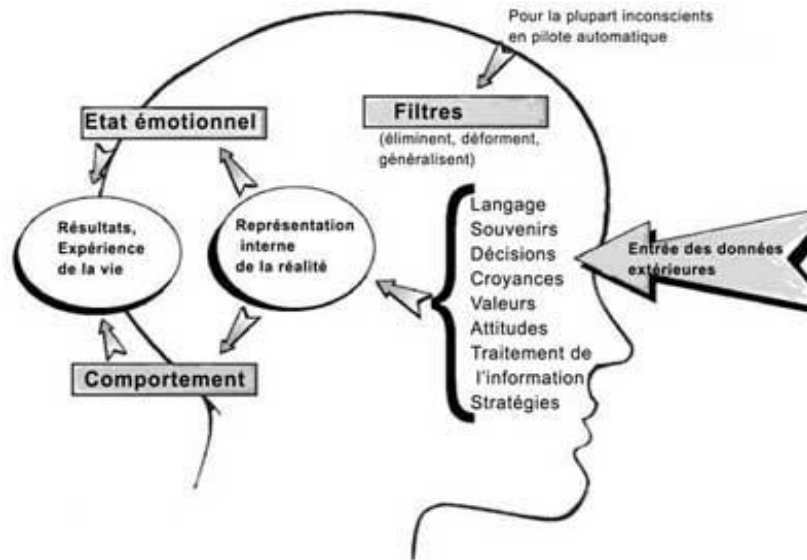 Pour la plupart inconscients
en pilote automatique
Etat émotionnel
Filtres
(éliminent, déforment,
généralisent)
Résultats,
Expérience
de la vie
Représentation
interne
de la réalité
Langage
Souvenirs
Décisions
Croyances
Valeurs
Attitudes
Traitement de
l'information
Stratégies
Entrée des données
extérieures
Comportement